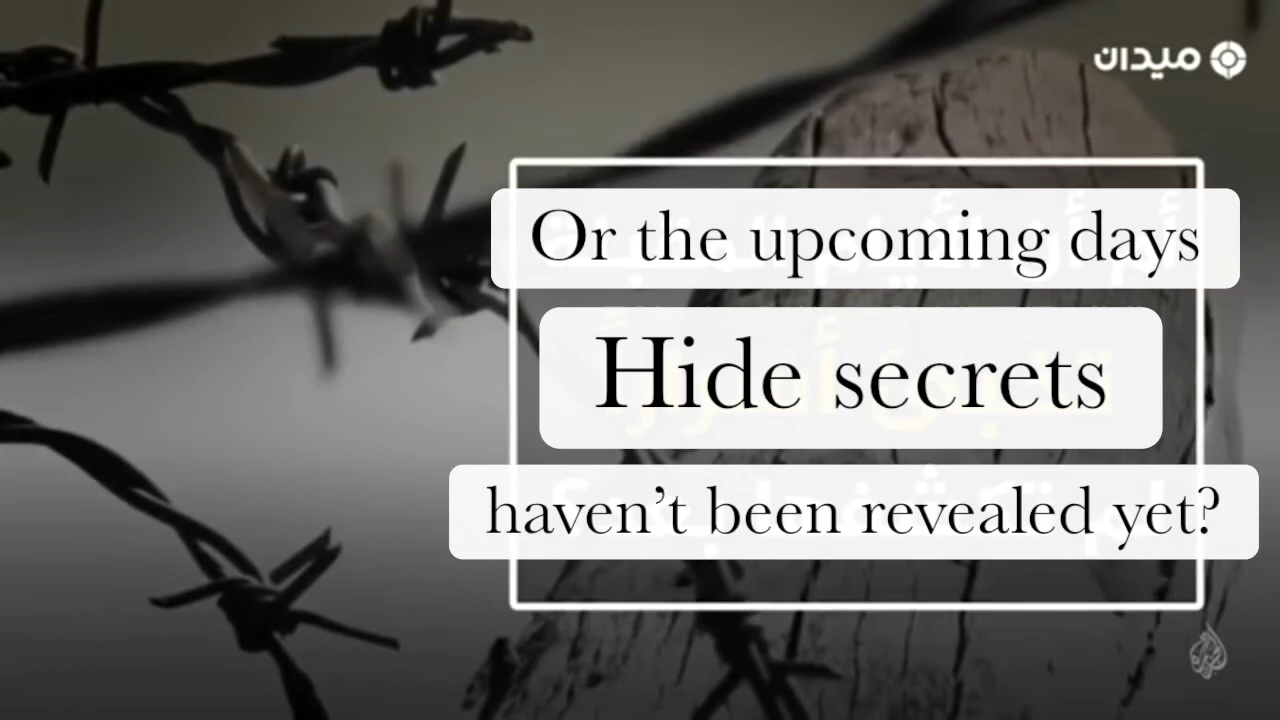 ميدان
Or the upcoming days
Hide secrets
haven't been revealed yet?